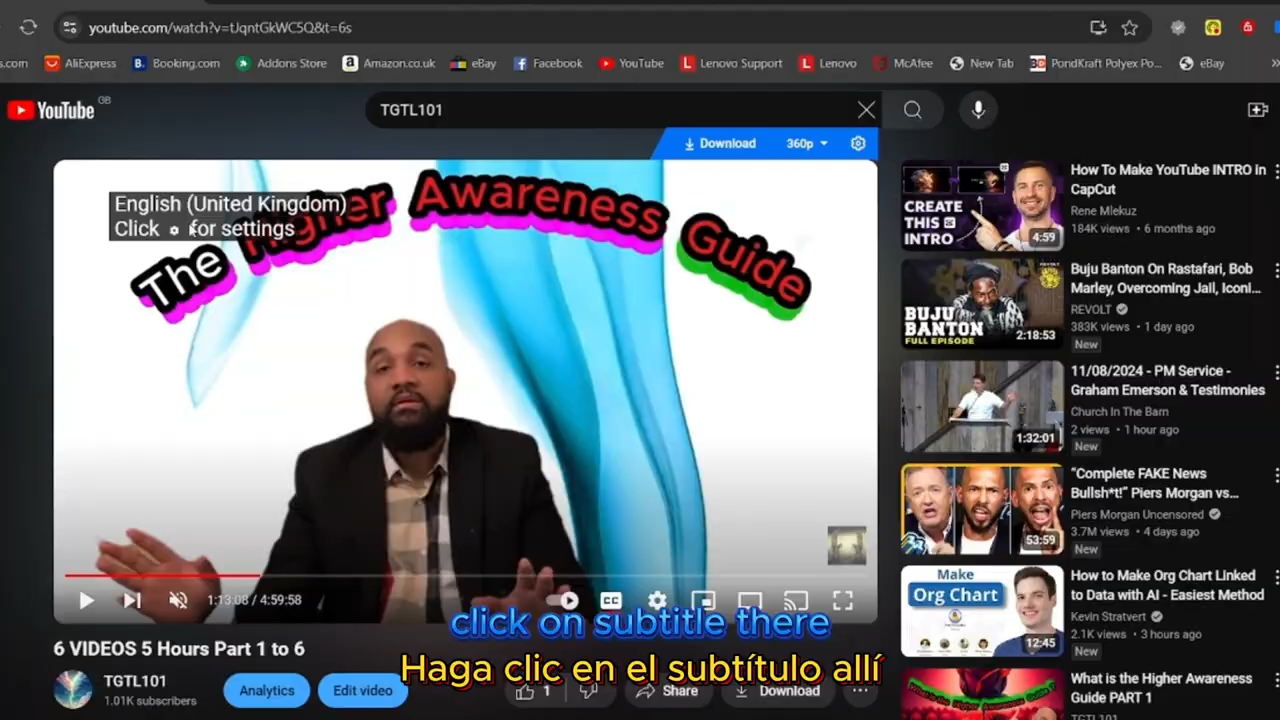 youtube.com/watch?v=tJqntGkWC5Q&t=6s
s.com AliExpress Booking.com Addons Store Amazon.co.uk eBay Facebook YouTube Lenovo Support Lenovo McAfee New Tab PondKraft Polyex Po... eBay
YouTube GB
TGTL101
Download 360p
English (United Kingdom)
Click for settings
The Higher Awareness Guide
1:13:08 / 4:59:58
CC
click on subtitle there
Haga clic en el subtítulo allí
6 VIDEOS 5 Hours Part 1 to 6
TGTL101
1.01K subscribers
Analytics
Edit video
1
Share
Download
CREATE
THIS
INTRO
4:59
How To Make YouTube INTRO in
CapCut
Rene Mlekuz
184K views • 6 months ago
BUJU
BANTON
FULL EPISODE
2:18:53
Buju Banton On Rastafari, Bob
Marley, Overcoming Jail, Iconi...
REVOLT
383K views • 1 day ago
New
1:32:01
11/08/2024 - PM Service -
Graham Emerson & Testimonies
Church In The Barn
2 views • 1 hour ago
New
53:59
“Complete FAKE News
Bullsh*t!” Piers Morgan vs...
Piers Morgan Uncensored
3.7M views • 4 days ago
New
Make
Org Chart
12:45
How to Make Org Chart Linked
to Data with AI - Easiest Method
Kevin Stratvert
2.1K views • 3 hours ago
New
What is the Higher Awareness
Guide PART 1
TGTL101